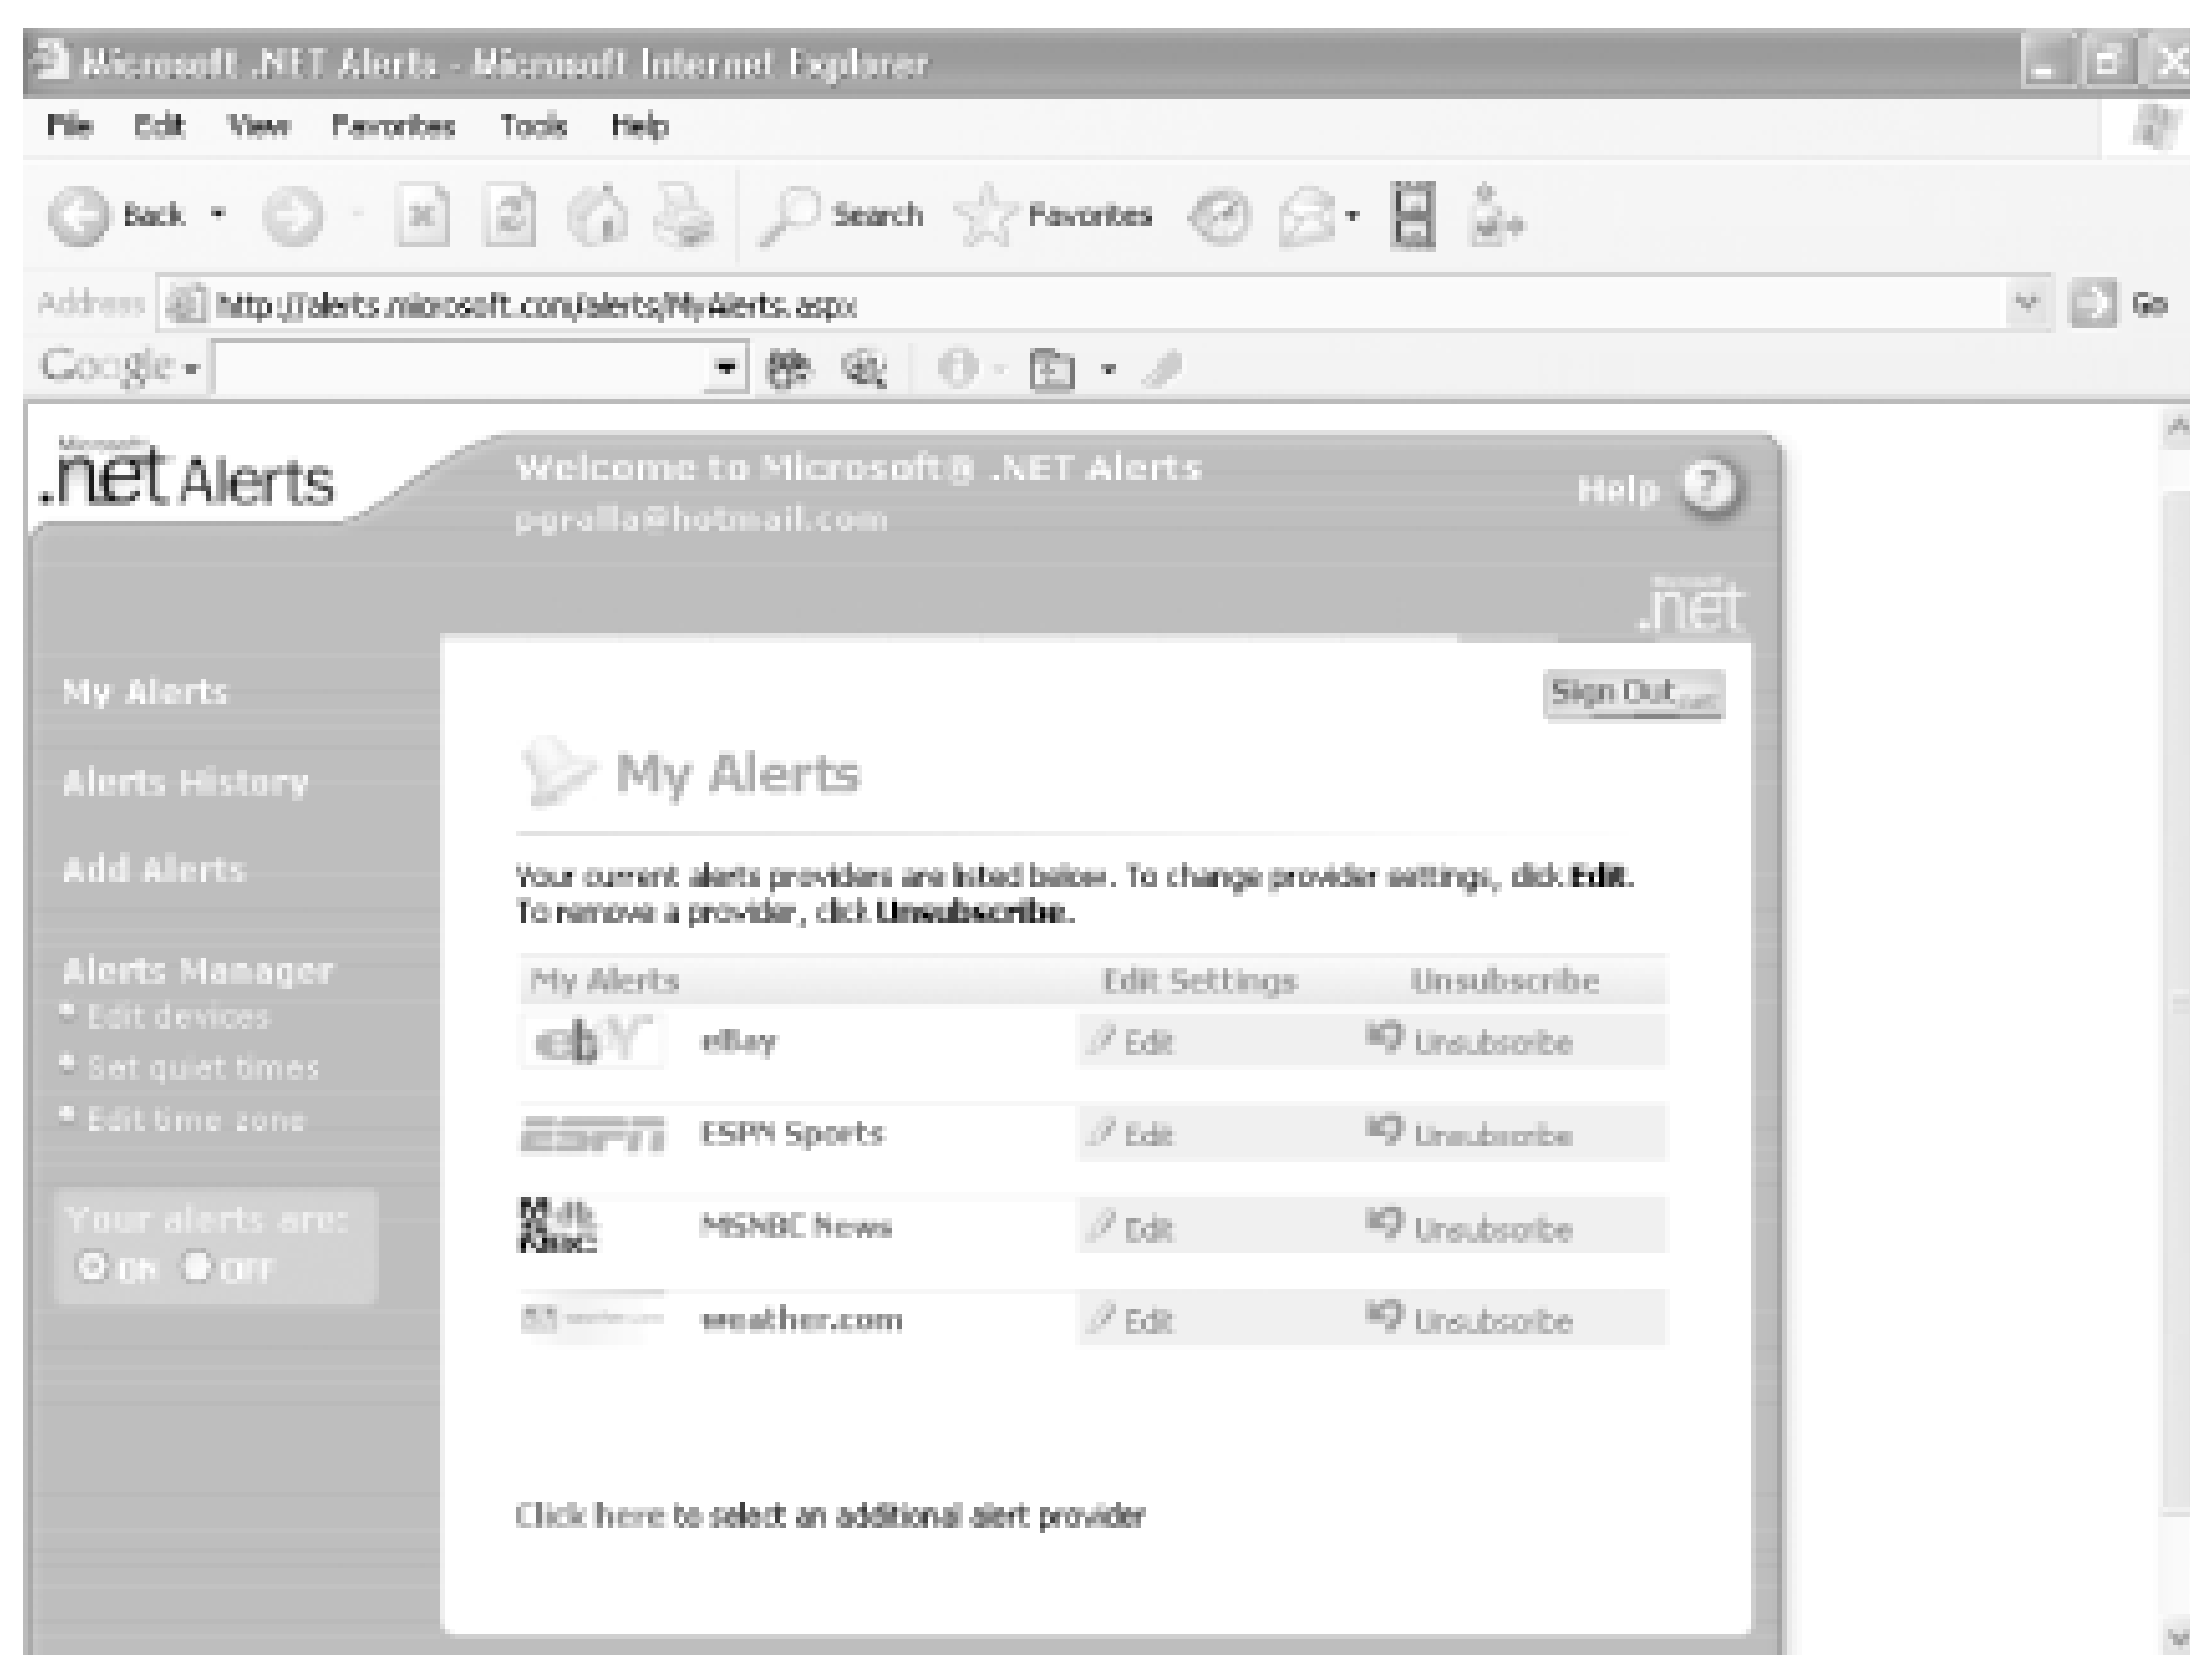 Microsoft .NET Alerts - Microsoft Internet Explorer
File Edit View Favorites Tools Help
Back Search Favorites
Address http://alerts.microsoft.com/alerts/MyAlerts.aspx Go
Google
Microsoft
.net Alerts
Welcome to Microsoft® .NET Alerts
pgralla@hotmail.com
Help ?
Microsoft
.net
My Alerts
Alerts History
Add Alerts
Alerts Manager
Edit devices
Set quiet times
Edit time zone
Your alerts are:
ON OFF
Sign Out .net
My Alerts
Your current alerts providers are listed below. To change provider settings, click Edit.
To remove a provider, click Unsubscribe.
My Alerts Edit Settings Unsubscribe
ebY eBay Edit Unsubscribe
ESPN ESPN Sports Edit Unsubscribe
MSNBC News Edit Unsubscribe
weather.com Edit Unsubscribe
Click here to select an additional alert provider